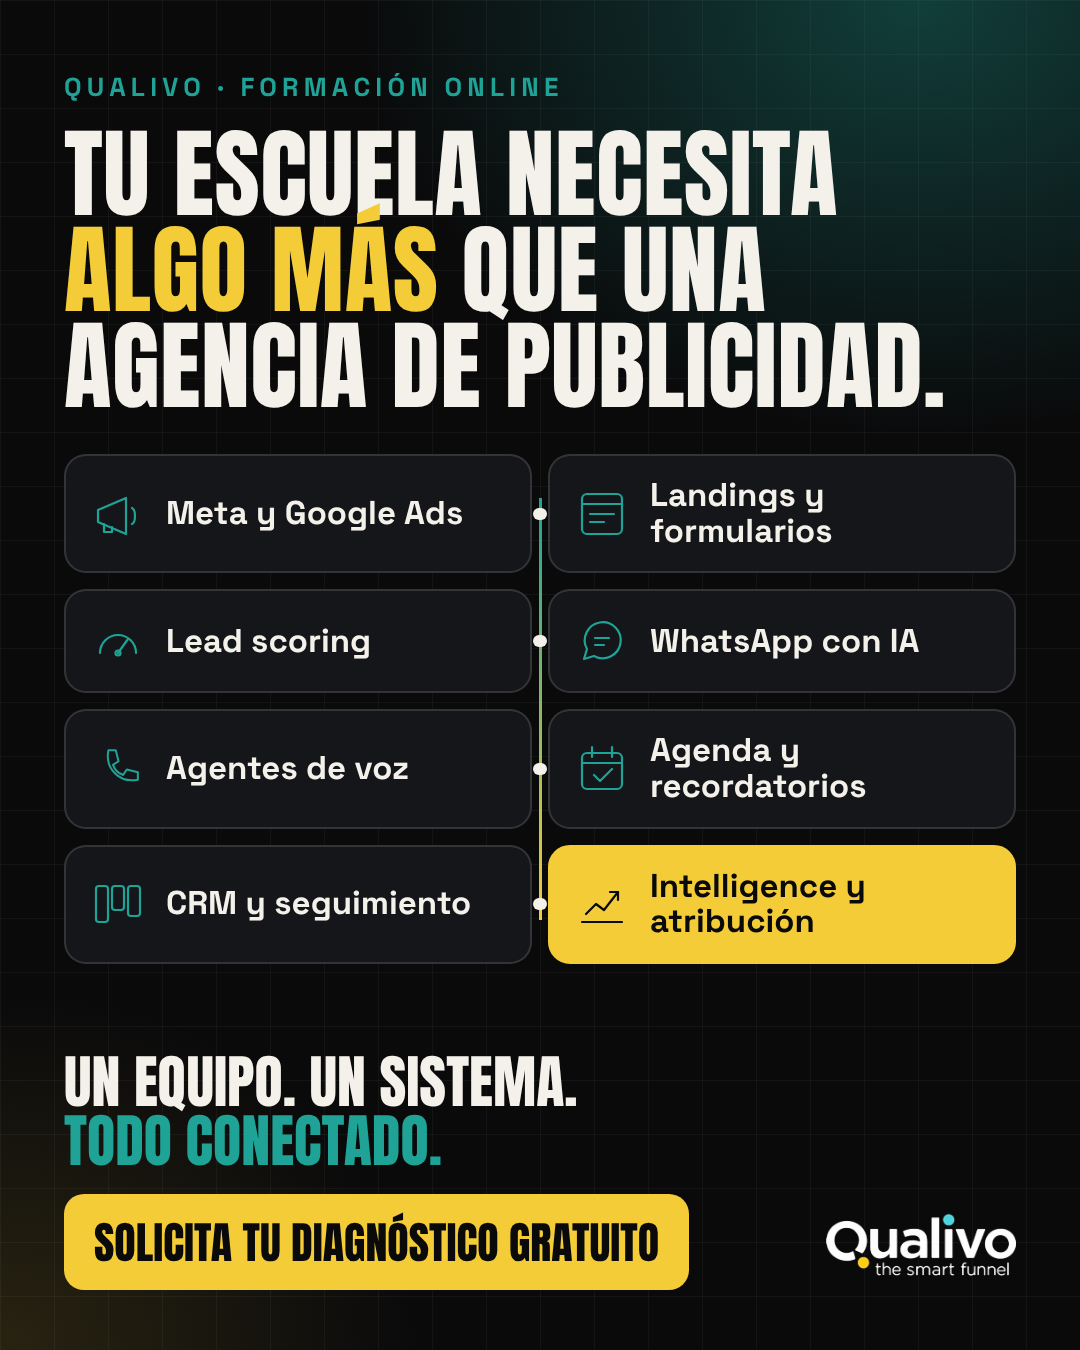 QUALIVO · FORMACIÓN ONLINE
TU ESCUELA NECESITA
ALGO MÁS QUE UNA
AGENCIA DE PUBLICIDAD.
Meta y Google Ads
Landings y
formularios
Lead scoring
WhatsApp con IA
Agentes de voz
Agenda y
recordatorios
CRM y seguimiento
Intelligence y
atribución
UN EQUIPO. UN SISTEMA.
TODO CONECTADO.
SOLICITA TU DIAGNÓSTICO GRATUITO
Qualivo
the smart funnel